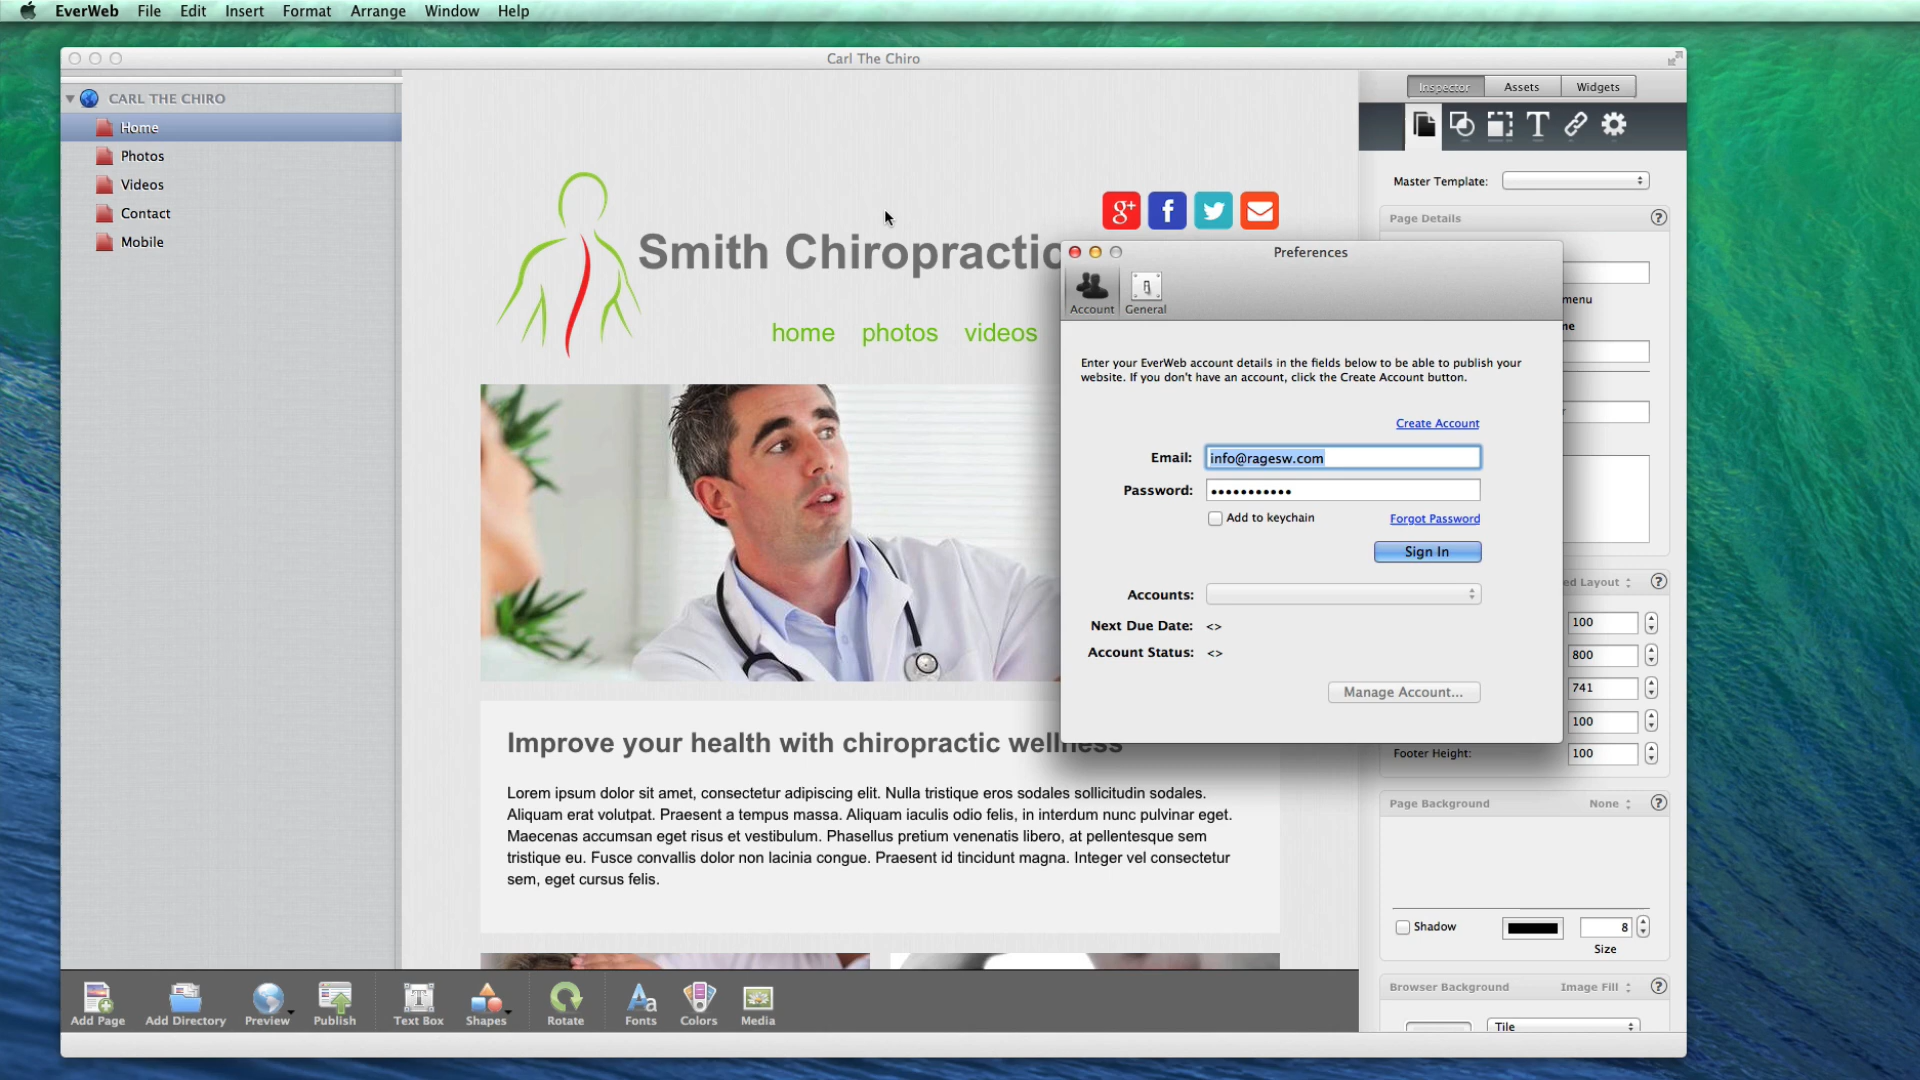 EverWeb File Edit Insert Format Arrange Window Help
Carl The Chiro
CARL THE CHIRO
Home
Photos
Videos
Contact
Mobile
g+ f
Smith Chiropractic
home photos videos
Improve your health with chiropractic wellness
Lorem ipsum dolor sit amet, consectetur adipiscing elit. Nulla tristique eros sodales sollicitudin sodales.
Aliquam erat volutpat. Praesent a tempus massa. Aliquam iaculis odio felis, in interdum nunc pulvinar eget.
Maecenas accumsan eget risus et vestibulum. Phasellus pretium venenatis libero, at pellentesque sem
tristique eu. Fusce convallis dolor non lacinia congue. Praesent id tincidunt magna. Integer vel consectetur
sem, eget cursus felis.
Preferences
Account General
Enter your EverWeb account details in the fields below to be able to publish your
website. If you don't have an account, click the Create Account button.
Create Account
Email: info@ragesw.com
Password: •••••••••••
Add to keychain Forgot Password
Sign In
Accounts:
Next Due Date: <>
Account Status: <>
Manage Account...
Inspector Assets Widgets
T
Master Template:
Page Details ?
menu
ed Layout ?
100
800
741
100
Footer Height: 100
Page Background None ?
Shadow 8
Size
Browser Background Image Fill ?
Tile
Add Page Add Directory Preview Publish Text Box Shapes Rotate Fonts Colors Media